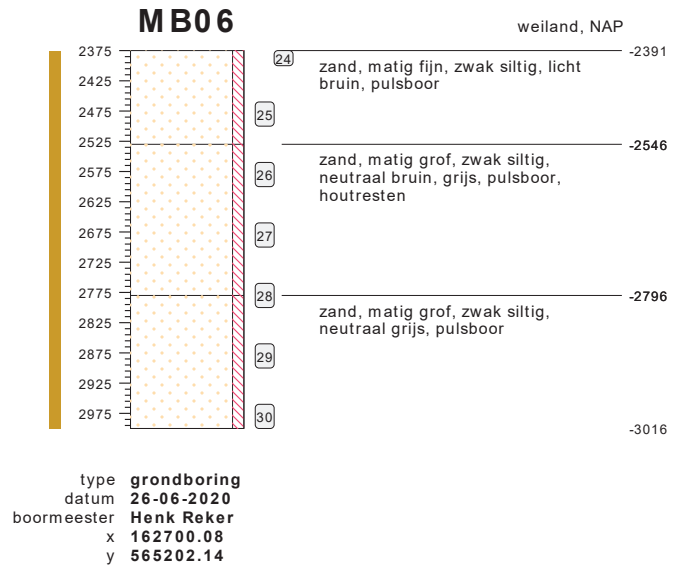 MB06
weiland, NAP
2375
24
-2391
zand, matig fijn, zwak siltig, licht
bruin, pulsboor
2425
2475
25
2525
-2546
zand, matig grof, zwak siltig,
neutraal bruin, grijs, pulsboor,
houtresten
2575
26
2625
2675
27
2725
2775
28
-2796
zand, matig grof, zwak siltig,
neutraal grijs, pulsboor
2825
2875
29
2925
2975
30
-3016
type grondboring
datum 26-06-2020
boormeester Henk Reker
x 162700.08
y 565202.14